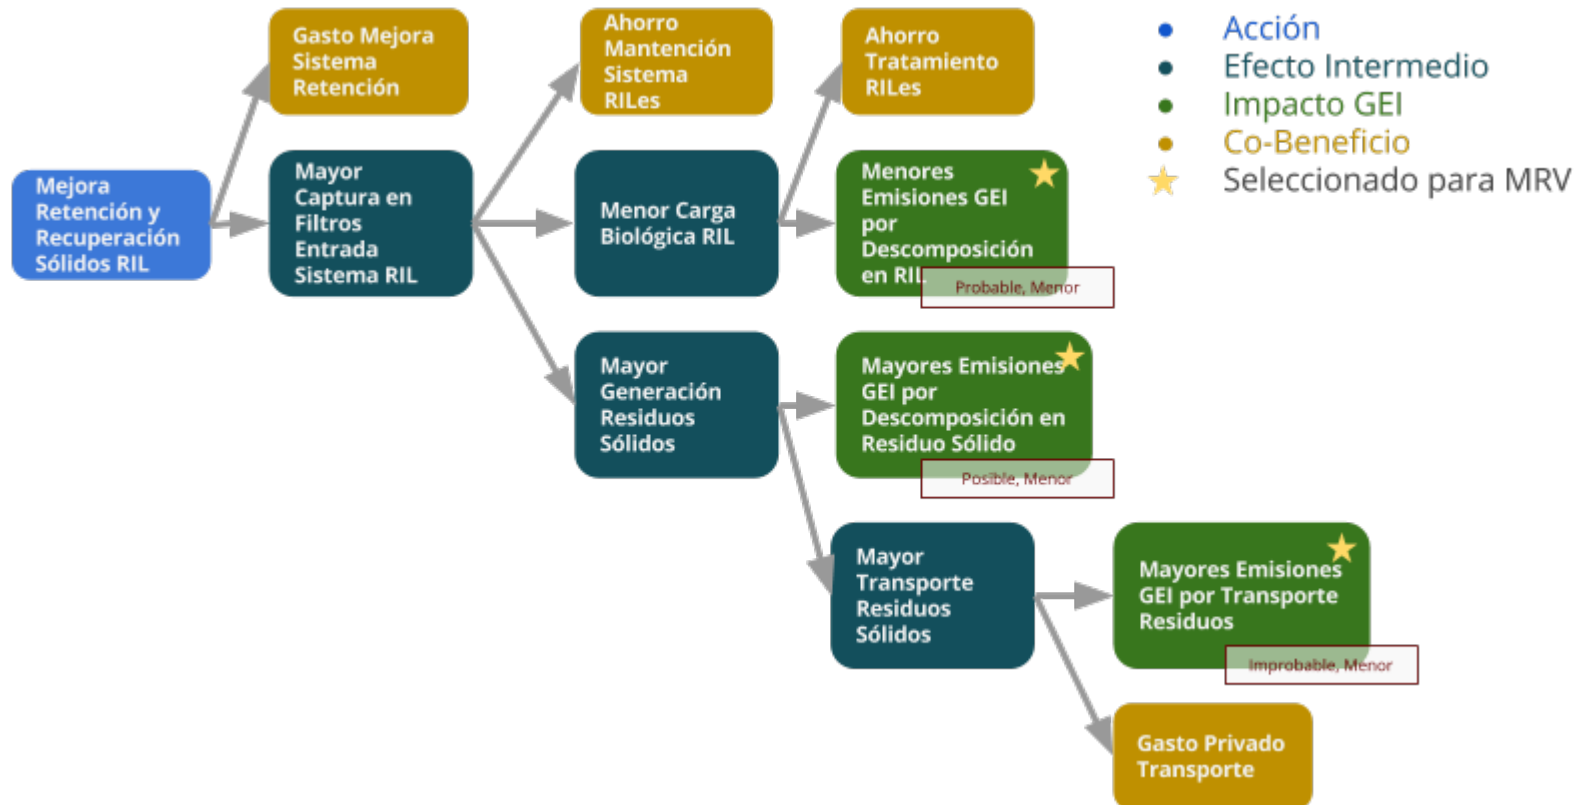 Gasto Mejora
Sistema
Retención
Ahorro
Mantención
Sistema
RILes
Ahorro
Tratamiento
RILes
Acción
Efecto Intermedio
Impacto GEI
Co-Beneficio
Seleccionado para MRV
Mejora
Retención y
Recuperación
Sólidos RIL
Mayor
Captura en
Filtros
Entrada
Sistema RIL
Menor Carga
Biológica RIL
Menores
Emisiones GEI
por
Descomposición
en RIL
Probable, Menor
Mayor
Generación
Residuos
Sólidos
Mayores Emisiones
GEI por
Descomposición en
Residuo Sólido
Posible, Menor
Mayor
Transporte
Residuos
Sólidos
Mayores Emisiones
GEI por Transporte
Residuos
Improbable, Menor
Gasto Privado
Transporte